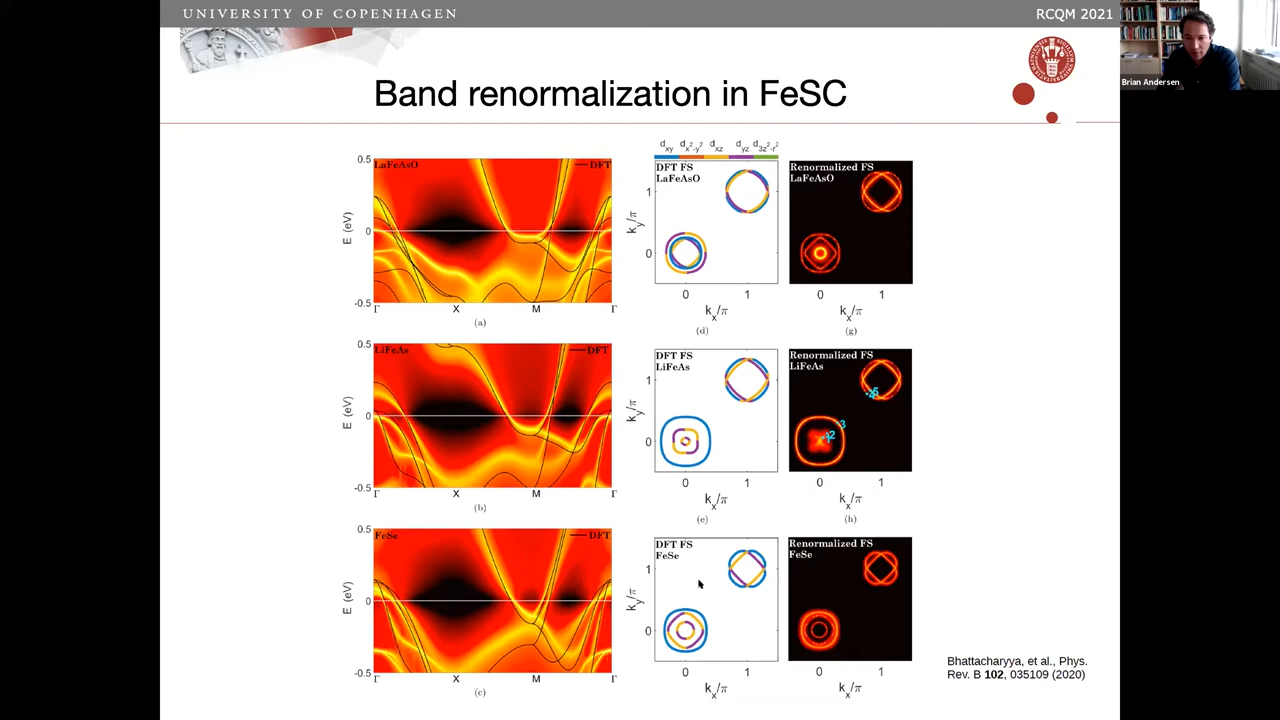 UNIVERSITY OF COPENHAGEN
RCQM 2021
Brian Andersen
Band renormalization in FeSC
0.5
LaFeAsO
DFT
E (eV)
0
-0.5
Γ
X
M
Γ
(a)
d_xy d_x²-y² d_xz d_yz d_3z²-r²
DFT FS
LaFeAsO
k_y/π
1
0
0
1
k_x/π
(d)
Renormalized FS
LaFeAsO
0
1
k_x/π
(g)
0.5
LiFeAs
DFT
E (eV)
0
-0.5
Γ
X
M
Γ
(b)
DFT FS
LiFeAs
k_y/π
1
0
0
1
k_x/π
(e)
Renormalized FS
LiFeAs
3
2
0
1
k_x/π
(h)
0.5
FeSe
DFT
E (eV)
0
-0.5
Γ
X
M
Γ
(c)
DFT FS
FeSe
k_y/π
1
0
0
1
k_x/π
Renormalized FS
FeSe
0
1
k_x/π
Bhattacharyya, et al., Phys.
Rev. B 102, 035109 (2020)